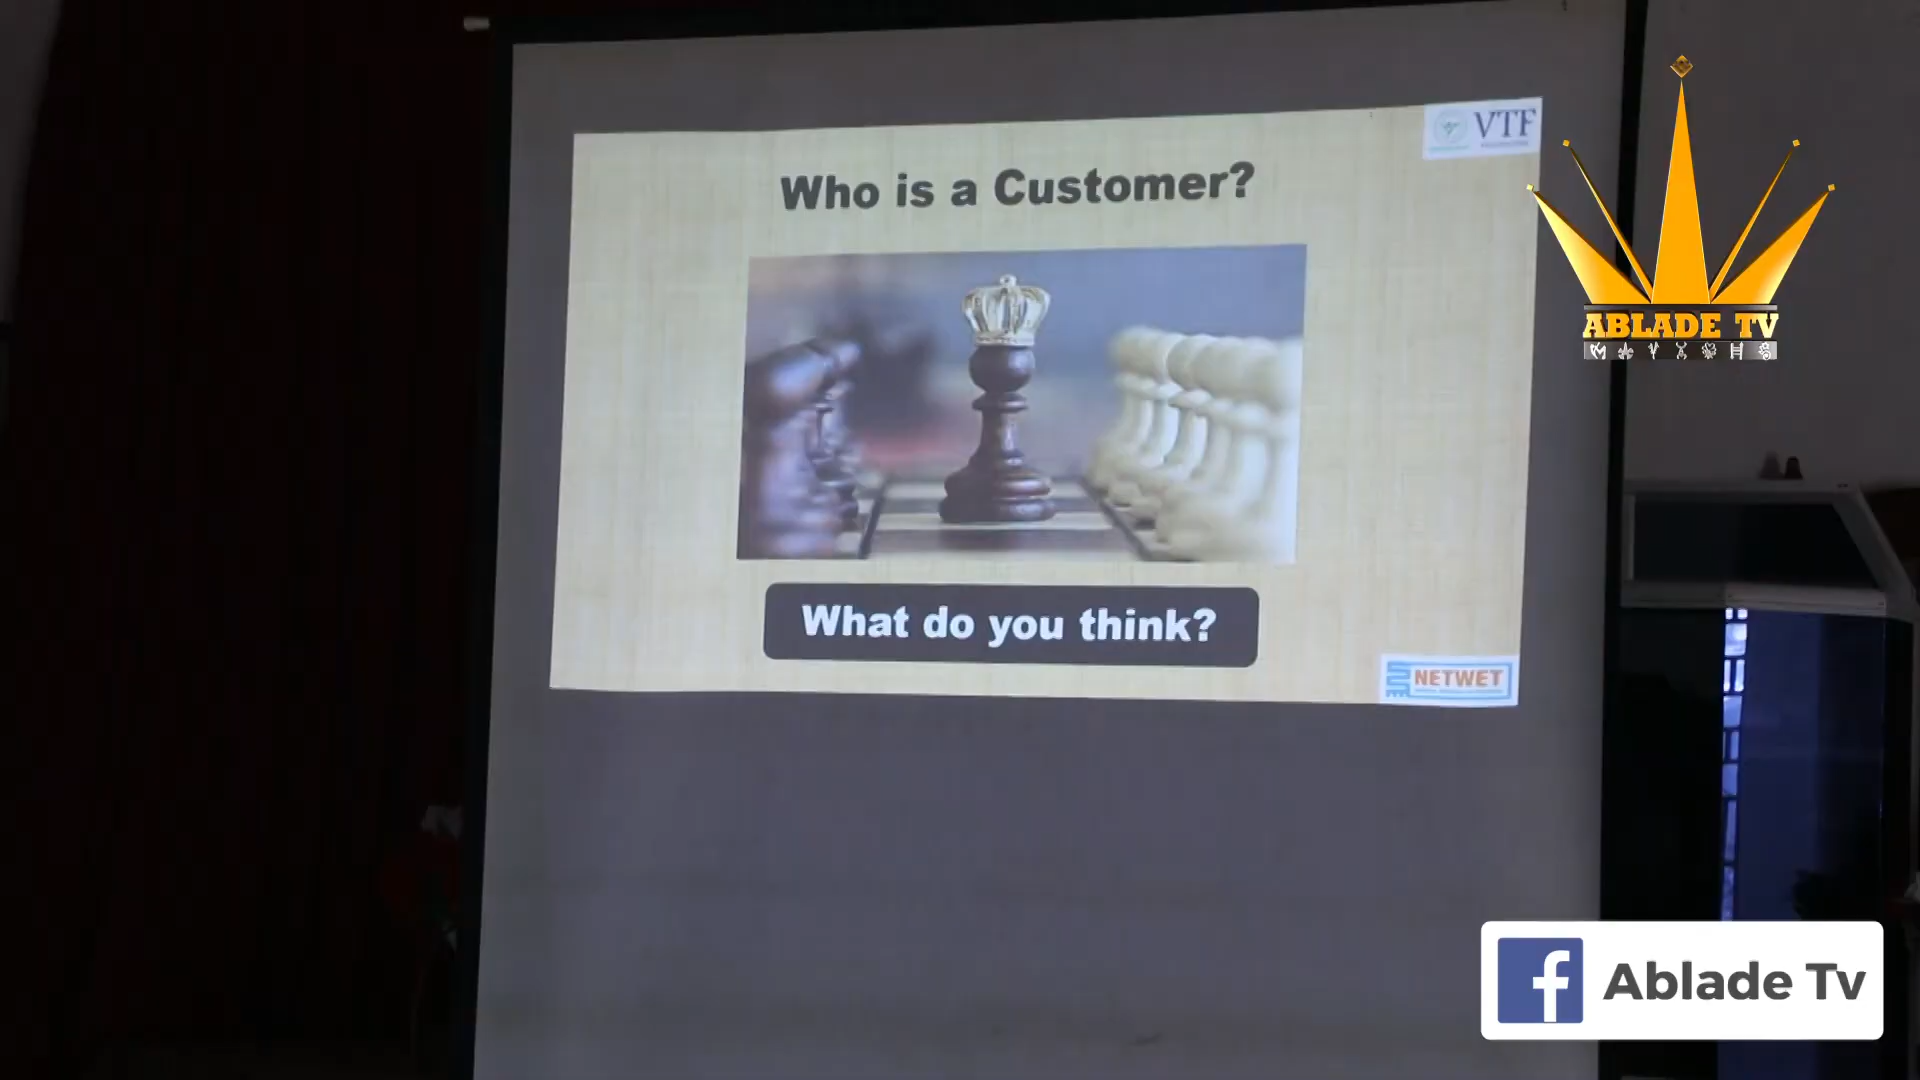 VTF
Who is a Customer?
ABLADE TV
What do you think?
NETWET
f Ablade Tv